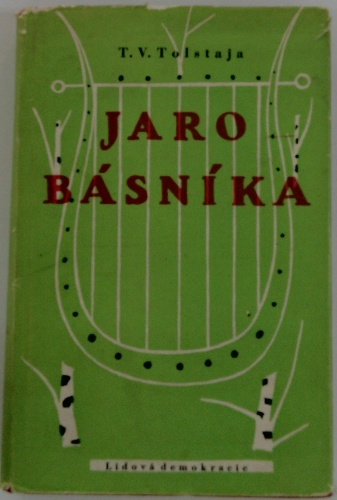 T. V. Tolstaja
JARO
BÁSNÍKA
Lidová demokracie